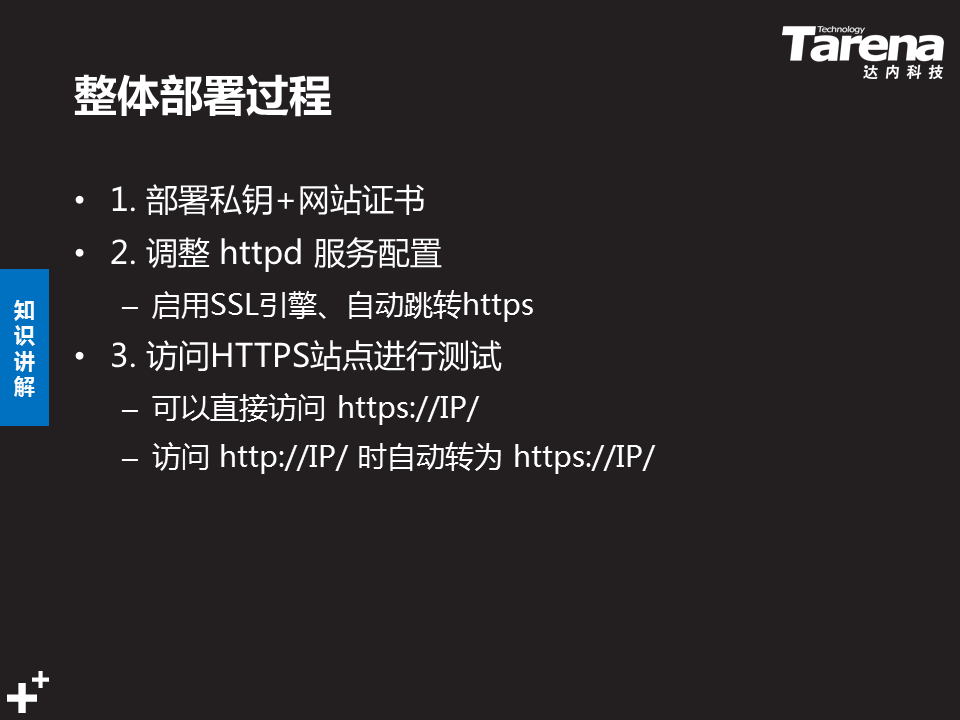 Technology
Tarena
达内科技
整体部署过程
• 1. 部署私钥+网站证书
• 2. 调整 httpd 服务配置
– 启用SSL引擎、自动跳转https
• 3. 访问HTTPS站点进行测试
– 可以直接访问 https://IP/
– 访问 http://IP/ 时自动转为 https://IP/
知识讲解